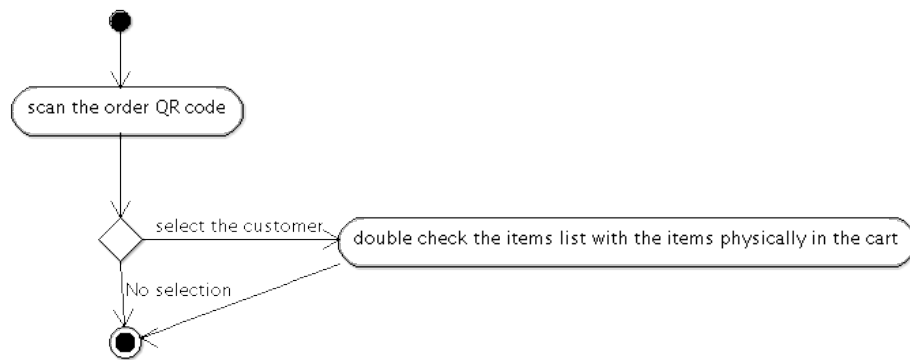 scan the order QR code
select the customer
double check the items list with the items physically in the cart
No selection